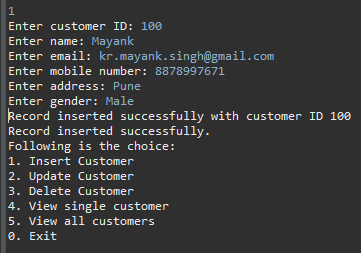 1
Enter customer ID: 100
Enter name: Mayank
Enter email: kr.mayank.singh@gmail.com
Enter mobile number: 8878997671
Enter address: Pune
Enter gender: Male
Record inserted successfully with customer ID 100
Record inserted successfully.
Following is the choice:
1. Insert Customer
2. Update Customer
3. Delete Customer
4. View single customer
5. View all customers
0. Exit